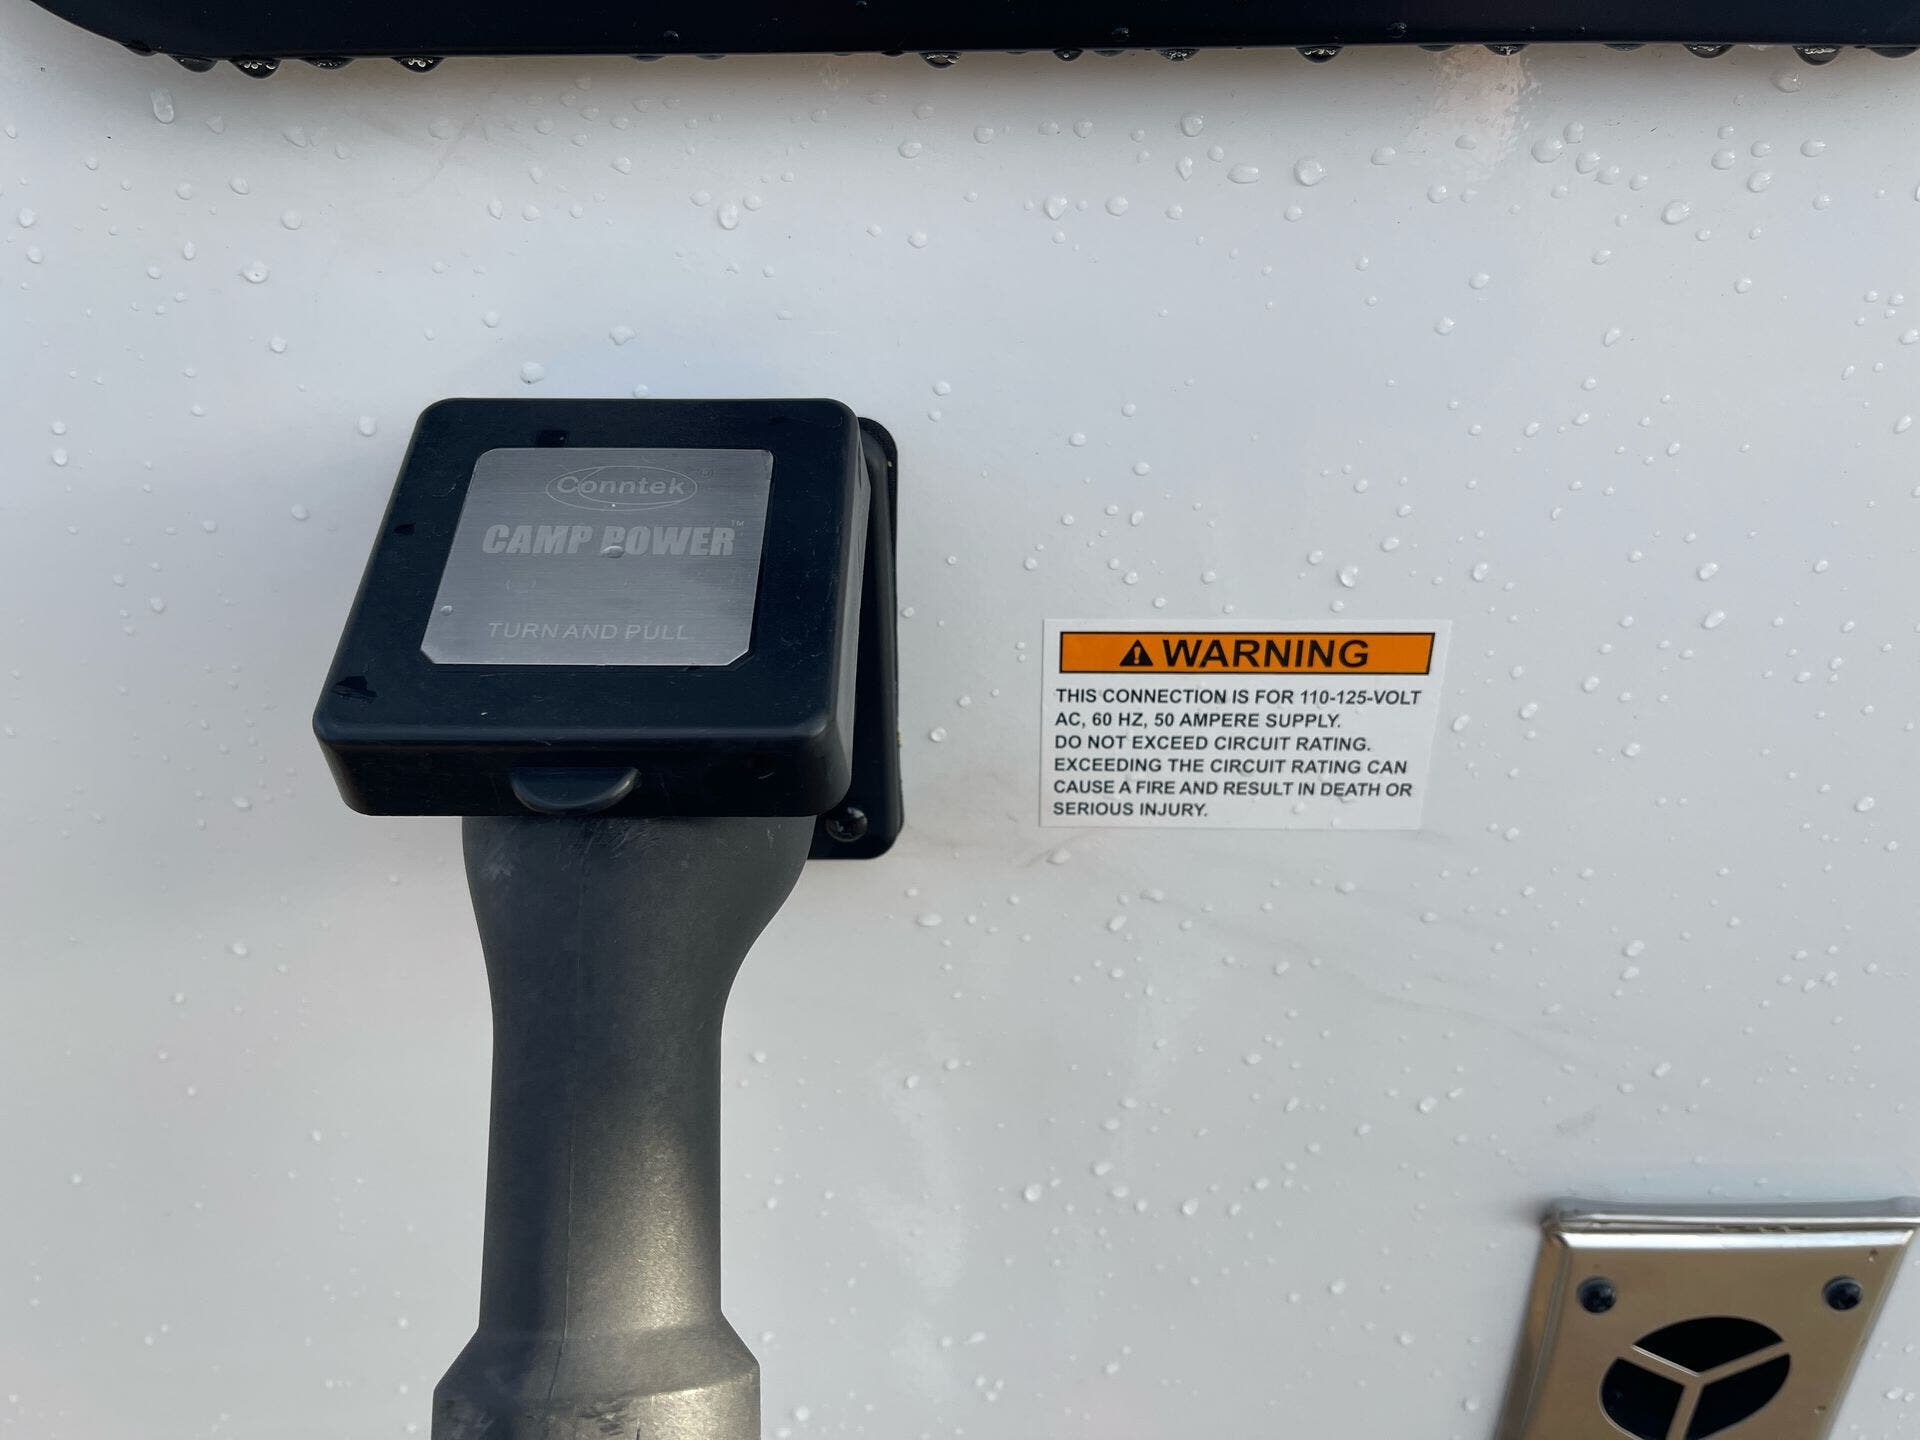 Conntek®
CAMP POWER™
TURN AND PULL
⚠ WARNING
THIS CONNECTION IS FOR 110-125-VOLT
AC, 60 HZ, 50 AMPERE SUPPLY.
DO NOT EXCEED CIRCUIT RATING.
EXCEEDING THE CIRCUIT RATING CAN
CAUSE A FIRE AND RESULT IN DEATH OR
SERIOUS INJURY.